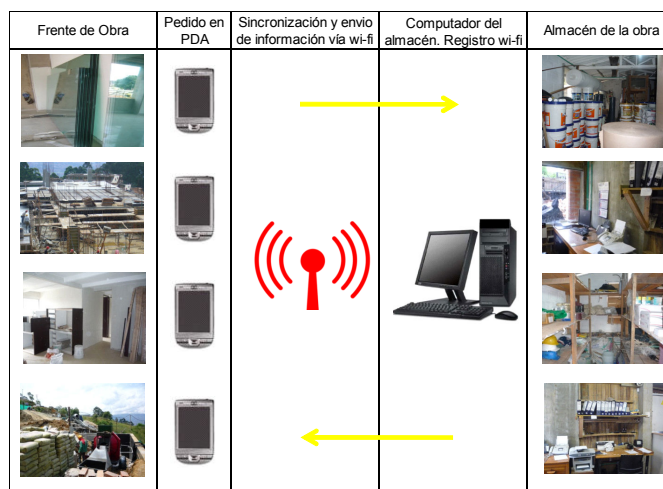 Frente de Obra
Pedido en
PDA
Sincronización y envio
de información vía wi-fi
Computador del
almacén. Registro wi-fi
Almacén de la obra